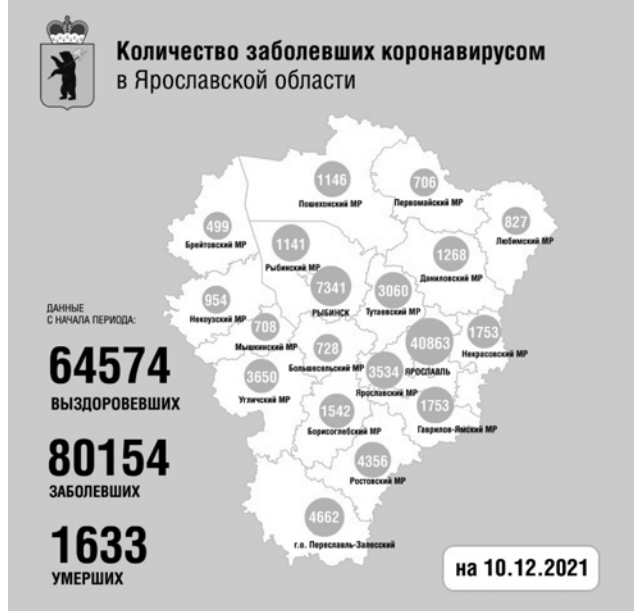 Количество заболевших коронавирусом
в Ярославской области
1146
Пошехонский МР
706
Первомайский МР
499
Брейтовский МР
827
Любимский МР
1141
Рыбинский МР
1268
Даниловский МР
7341
РЫБИНСК
3060
Тутаевский МР
954
Некоузский МР
ДАННЫЕ
С НАЧАЛА ПЕРИОДА:
708
Мышкинский МР
728
Большесельский МР
40863
ЯРОСЛАВЛЬ
1753
Некрасовский МР
64574
ВЫЗДОРОВЕВШИХ
3650
Угличский МР
3534
Ярославский МР
1542
Борисоглебский МР
1753
Гаврилов-Ямский МР
80154
ЗАБОЛЕВШИХ
4356
Ростовский МР
4662
г.о. Переславль-Залесский
1633
УМЕРШИХ
на 10.12.2021